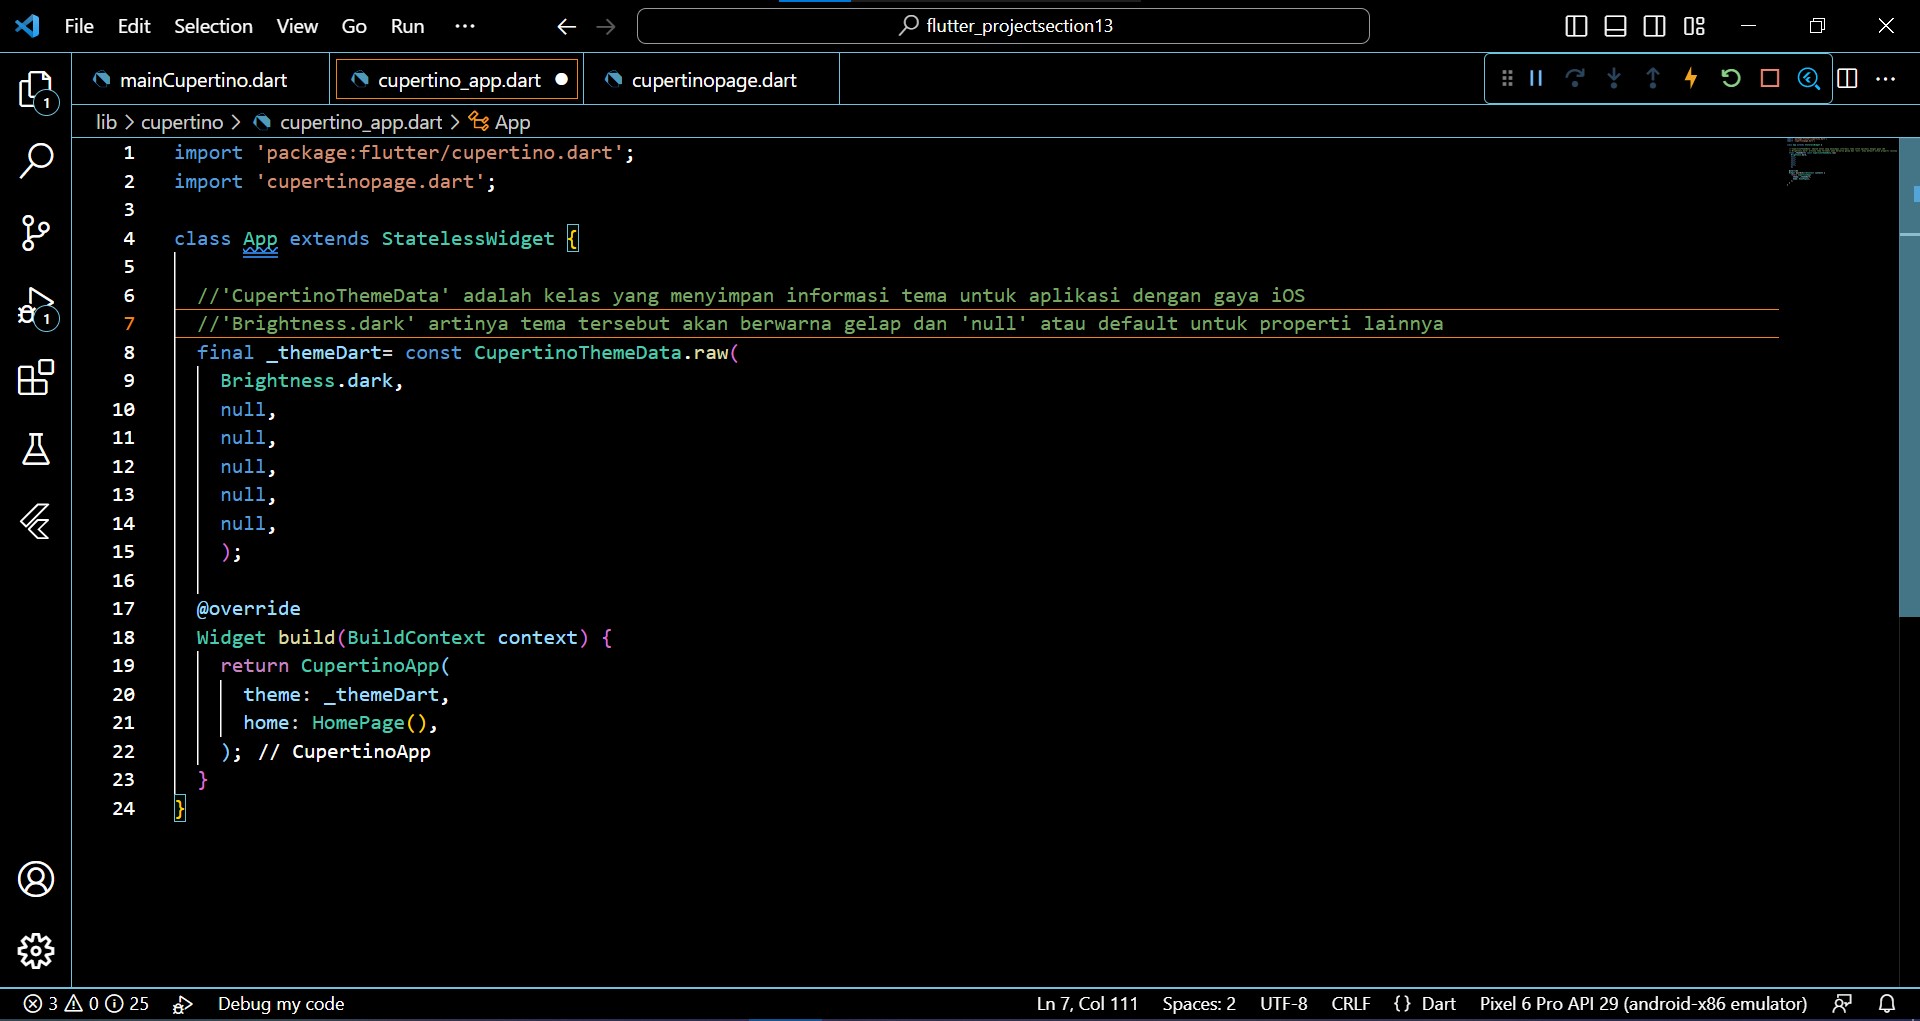 File Edit Selection View Go Run ··· flutter_projectsection13
mainCupertino.dart cupertino_app.dart cupertinopage.dart
lib > cupertino > cupertino_app.dart > App
1 import 'package:flutter/cupertino.dart';
2 import 'cupertinopage.dart';
3
4 class App extends StatelessWidget {
5
6 //'CupertinoThemeData' adalah kelas yang menyimpan informasi tema untuk aplikasi dengan gaya iOS
7 //'Brightness.dark' artinya tema tersebut akan berwarna gelap dan 'null' atau default untuk properti lainnya
8 final _themeDart= const CupertinoThemeData.raw(
9 Brightness.dark,
10 null,
11 null,
12 null,
13 null,
14 null,
15 );
16
17 @override
18 Widget build(BuildContext context) {
19 return CupertinoApp(
20 theme: _themeDart,
21 home: HomePage(),
22 ); // CupertinoApp
23 }
24 }
1
1
3 0 25 Debug my code Ln 7, Col 111 Spaces: 2 UTF-8 CRLF {} Dart Pixel 6 Pro API 29 (android-x86 emulator)